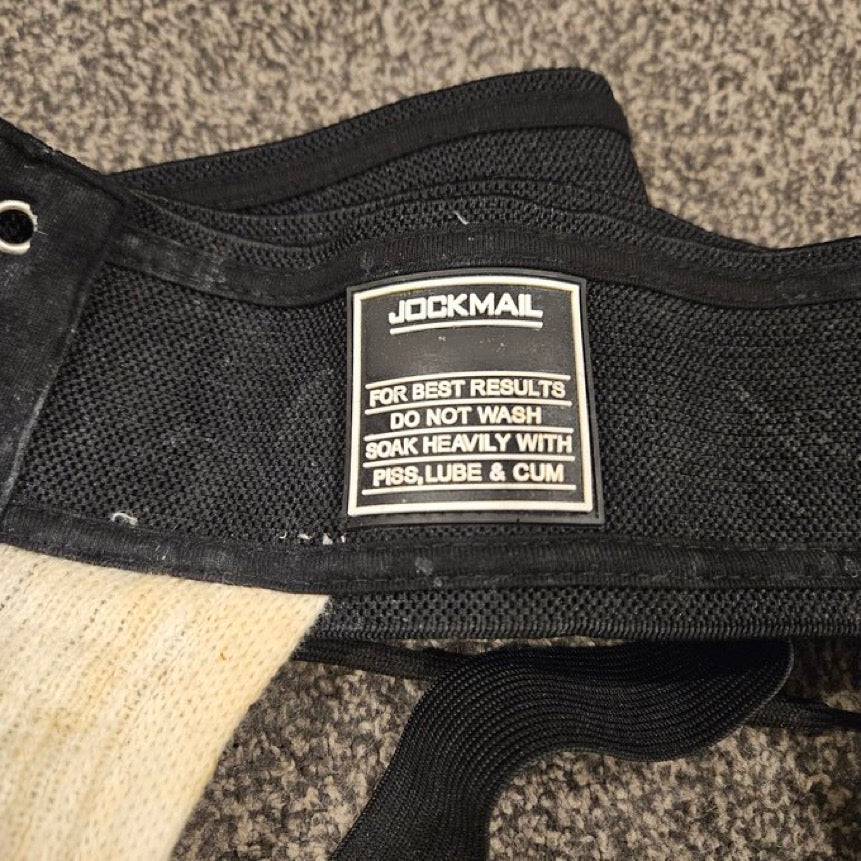 JOCKMAIL
FOR BEST RESULTS
DO NOT WASH
SOAK HEAVILY WITH
PISS, LUBE & CUM